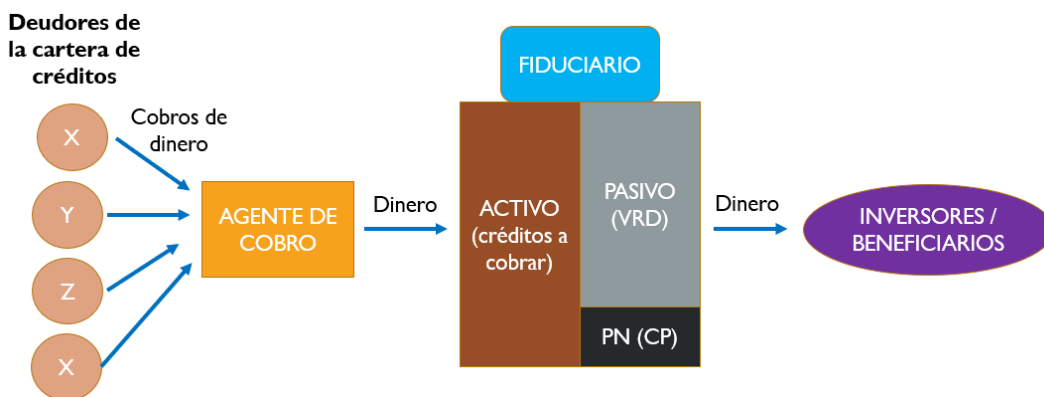 Deudores de
la cartera de
créditos
X
Y
Z
X
Cobros de
dinero
AGENTE DE
COBRO
Dinero
FIDUCIARIO
ACTIVO
(créditos a
cobrar)
PASIVO
(VRD)
PN (CP)
Dinero
INVERSORES /
BENEFICIARIOS